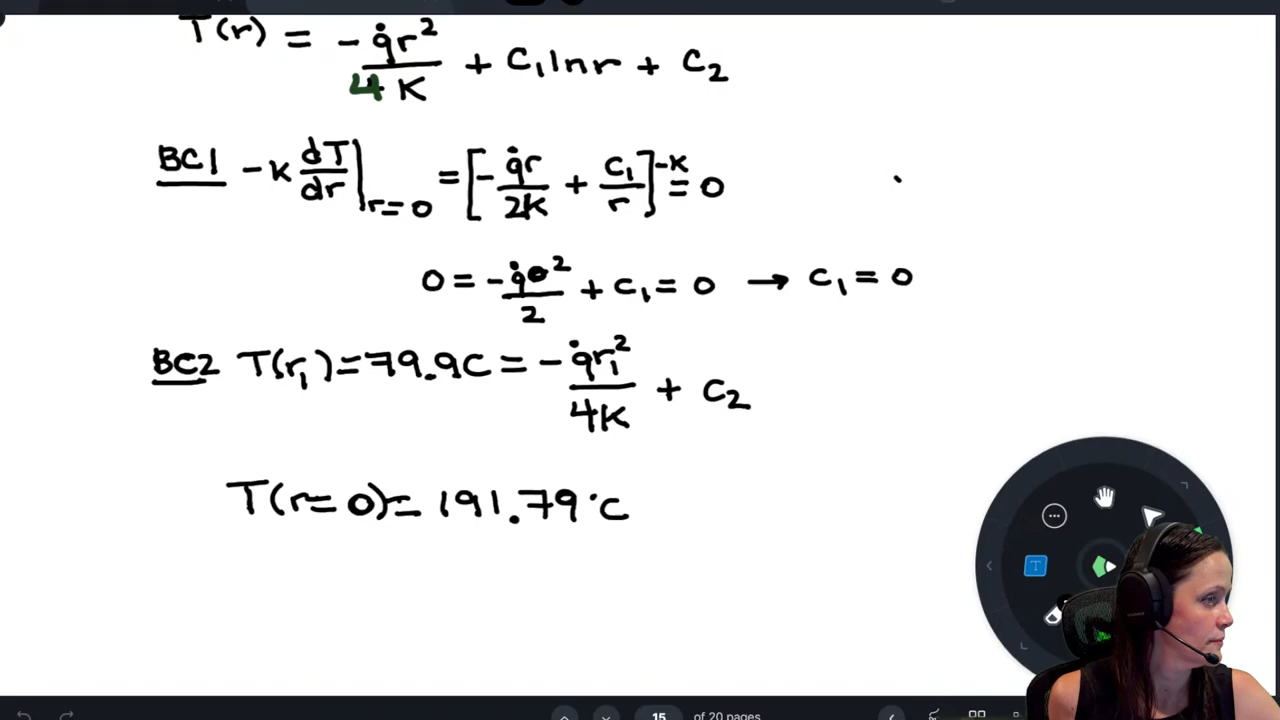 T(r) = -q̇r²/4K + C₁lnr + C₂
BC1 -K dT/dr|r=0 = [-q̇r/2K + C₁/r]-K = 0
0 = -q̇0²/2 + C₁ = 0 → C₁ = 0
BC2 T(r₁) = 79.9C = -q̇r₁²/4K + C₂
T(r=0) = 191.79°C
T
15 of 20 pages